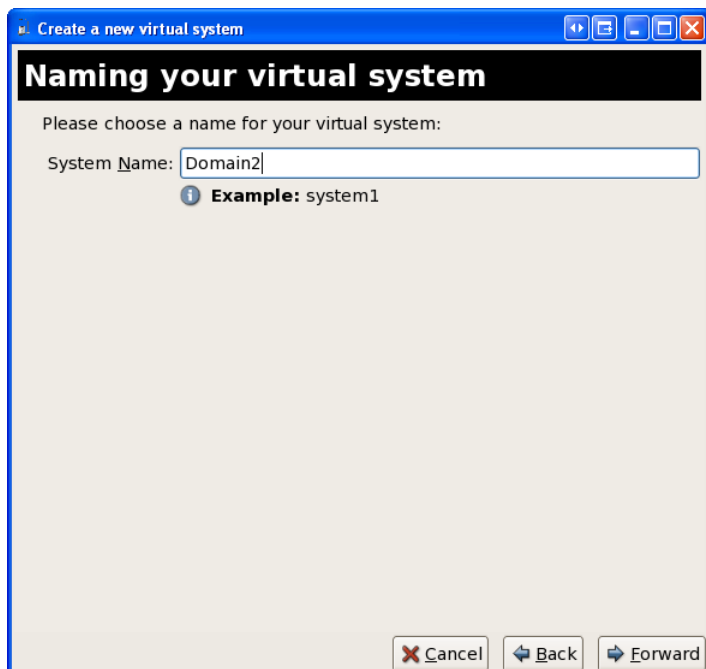 Create a new virtual system
Naming your virtual system
Please choose a name for your virtual system:
System Name: Domain2
Example: system1
Cancel Back Forward